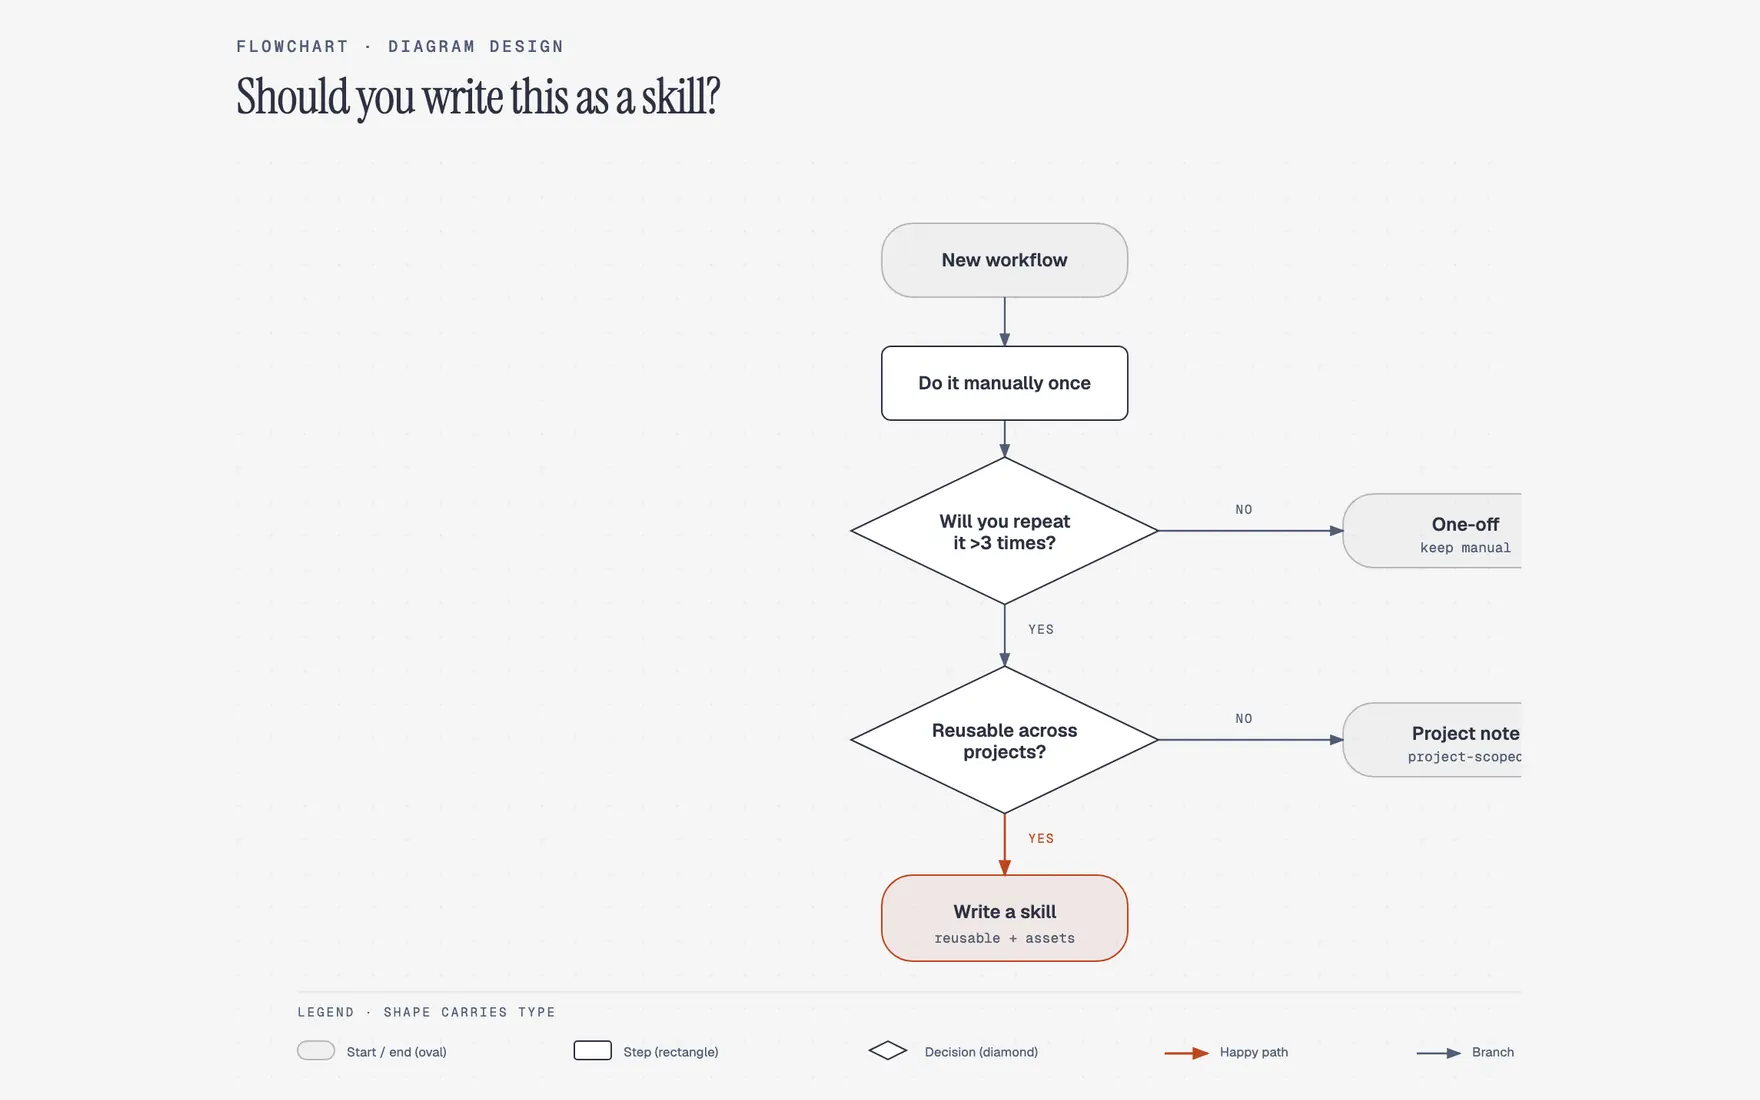 FLOWCHART · DIAGRAM DESIGN
Should you write this as a skill?
New workflow
Do it manually once
Will you repeat
it >3 times?
NO
One-off
keep manual
YES
Reusable across
projects?
NO
Project note
project-scoped
YES
Write a skill
reusable + assets
LEGEND · SHAPE CARRIES TYPE
Start / end (oval)
Step (rectangle)
Decision (diamond)
Happy path
Branch